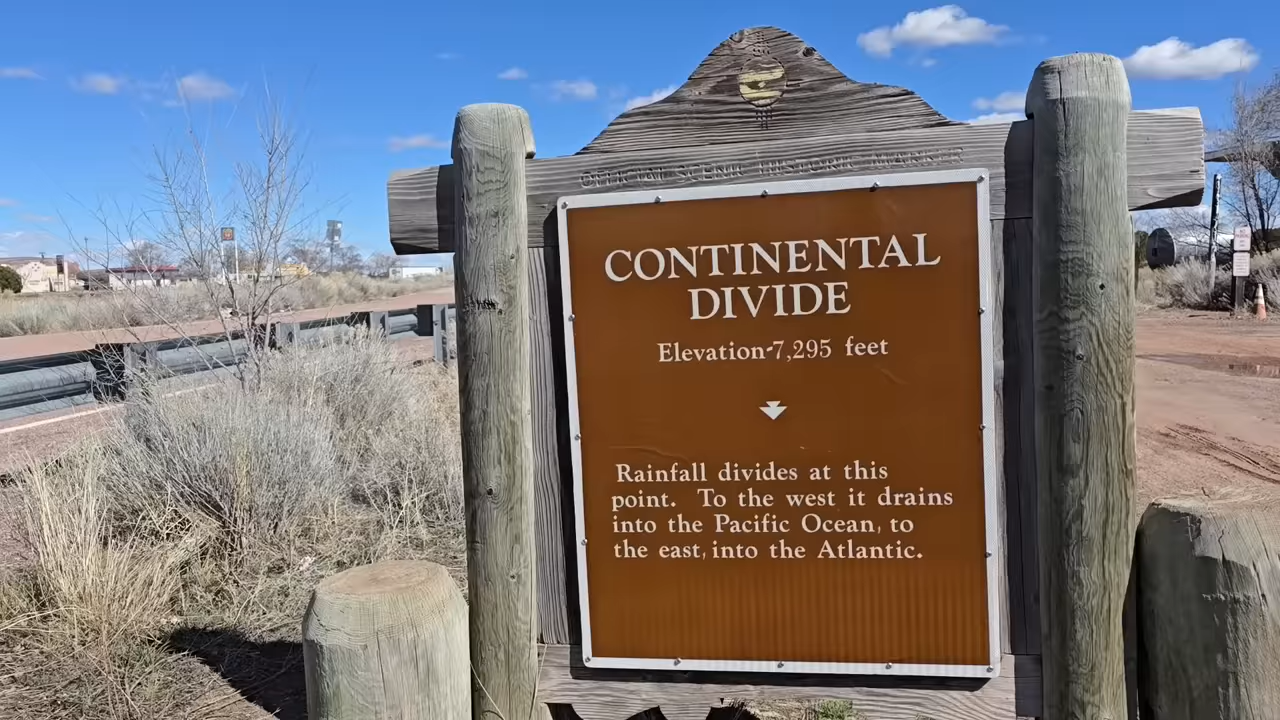 OFFICIAL SCENIC HISTORIC MARKER
CONTINENTAL
DIVIDE
Elevation-7,295 feet
Rainfall divides at this
point. To the west it drains
into the Pacific Ocean, to
the east, into the Atlantic.